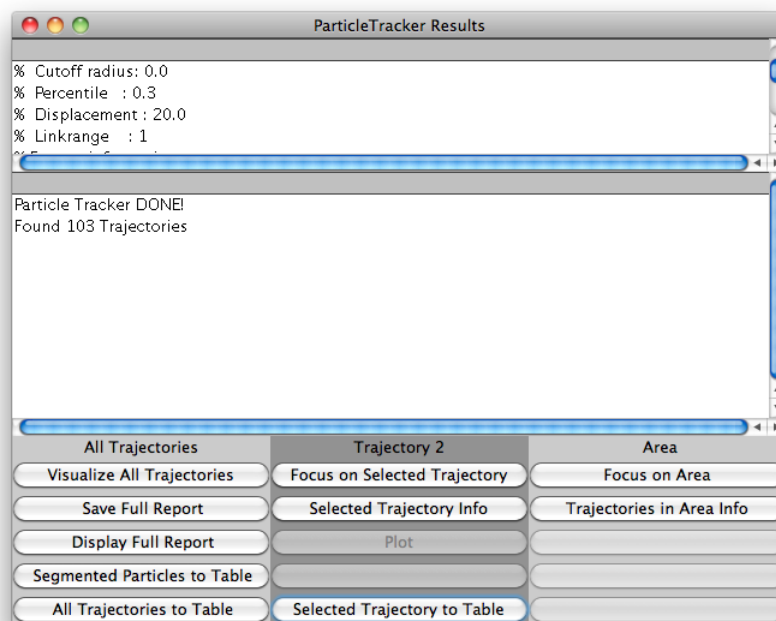 ParticleTracker Results
% Cutoff radius: 0.0
% Percentile : 0.3
% Displacement : 20.0
% Linkrange : 1
Particle Tracker DONE!
Found 103 Trajectories
All Trajectories
Trajectory 2
Area
Visualize All Trajectories
Focus on Selected Trajectory
Focus on Area
Save Full Report
Selected Trajectory Info
Trajectories in Area Info
Display Full Report
Plot
Segmented Particles to Table
All Trajectories to Table
Selected Trajectory to Table